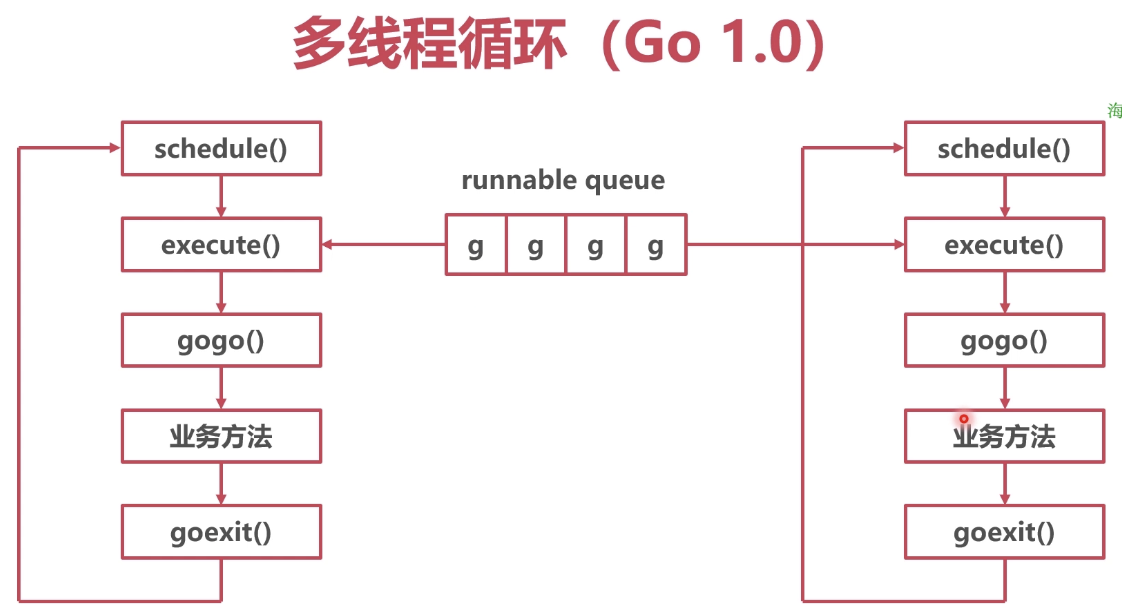 多线程循环（Go 1.0）
海
schedule()
execute()
gogo()
业务方法
goexit()
runnable queue
g g g g
schedule()
execute()
gogo()
业务方法
goexit()